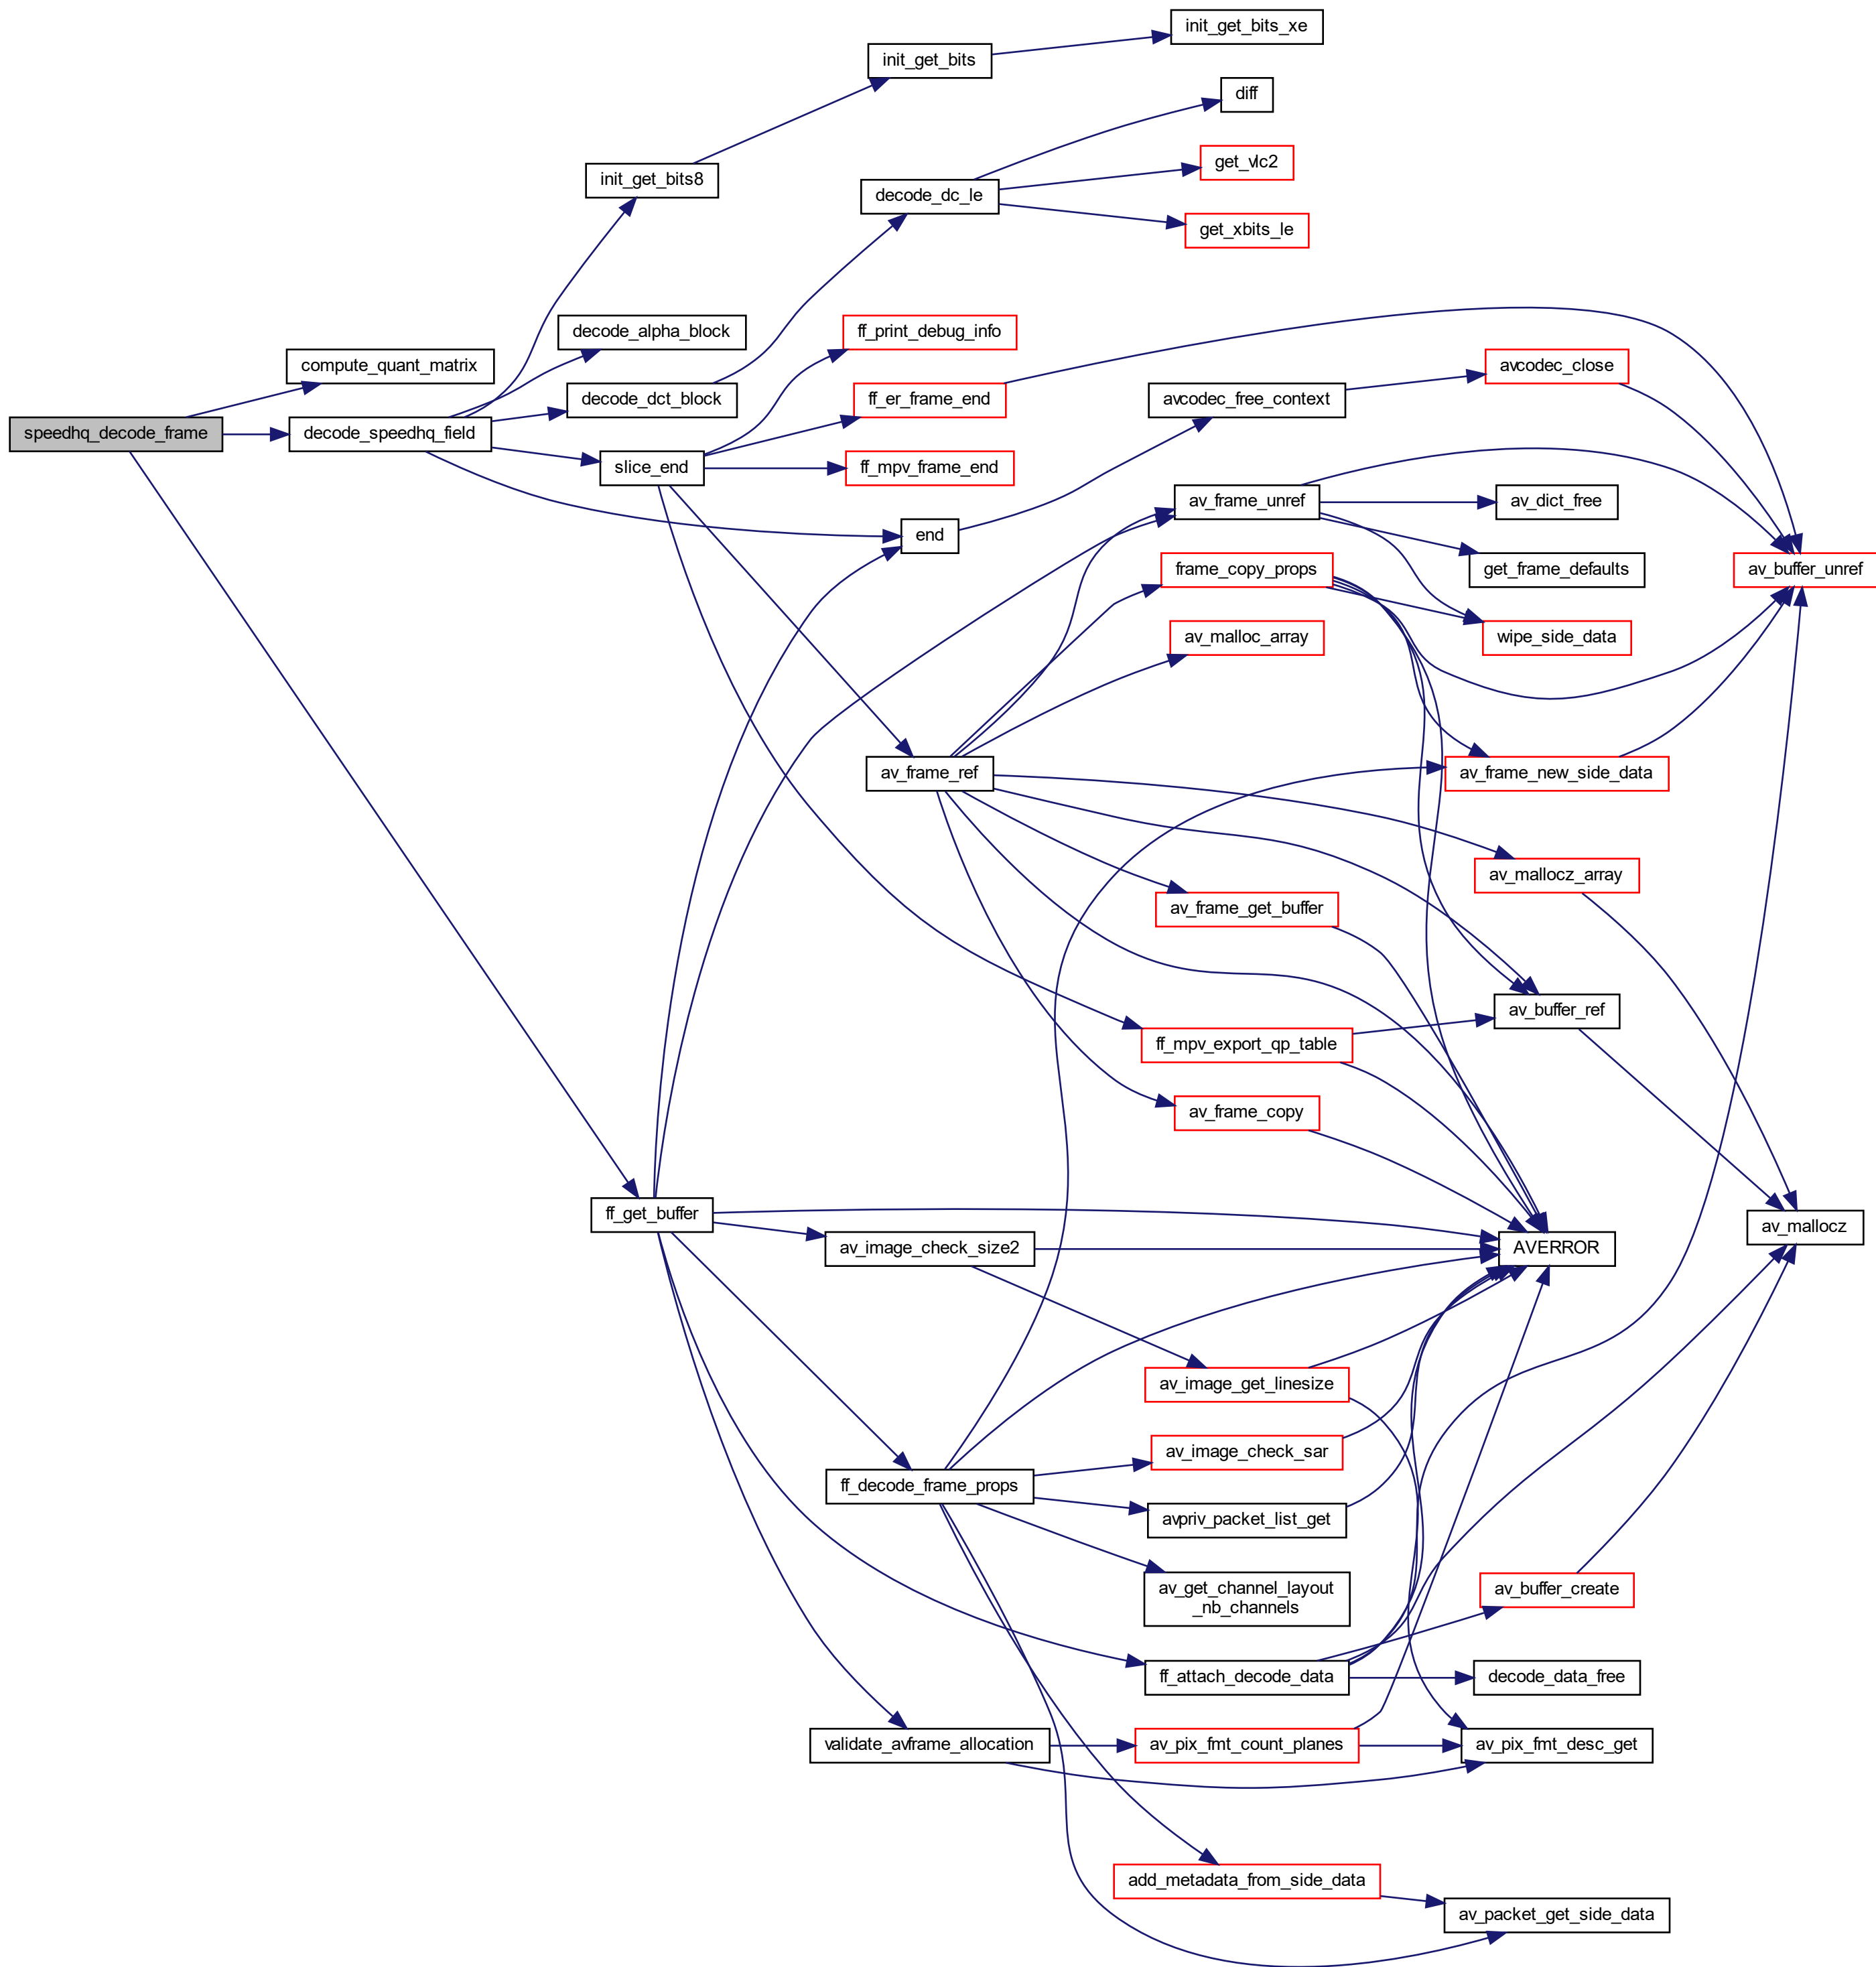 init_get_bits_xe
init_get_bits
diff
get_vlc2
init_get_bits8
decode_dc_le
get_xbits_le
decode_alpha_block
ff_print_debug_info
compute_quant_matrix
avcodec_close
decode_dct_block
ff_er_frame_end
avcodec_free_context
speedhq_decode_frame
decode_speedhq_field
slice_end
ff_mpv_frame_end
av_frame_unref
av_dict_free
end
frame_copy_props
get_frame_defaults
av_buffer_unref
av_malloc_array
wipe_side_data
av_frame_ref
av_frame_new_side_data
av_mallocz_array
av_frame_get_buffer
av_buffer_ref
ff_mpv_export_qp_table
av_frame_copy
ff_get_buffer
av_mallocz
av_image_check_size2
AVERROR
av_image_get_linesize
av_image_check_sar
ff_decode_frame_props
avpriv_packet_list_get
av_get_channel_layout
_nb_channels
av_buffer_create
ff_attach_decode_data
decode_data_free
validate_avframe_allocation
av_pix_fmt_count_planes
av_pix_fmt_desc_get
add_metadata_from_side_data
av_packet_get_side_data